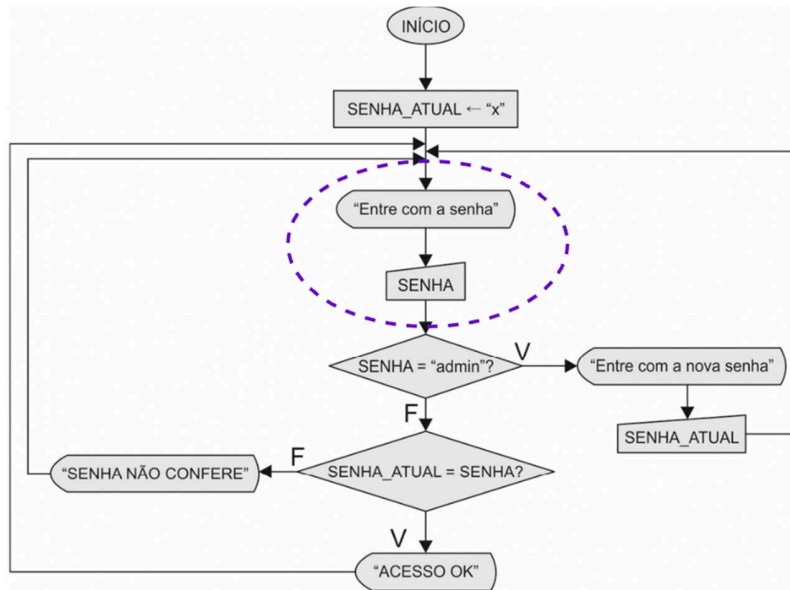 INÍCIO
SENHA_ATUAL ← “x”
“Entre com a senha”
SENHA
SENHA = “admin”?
V
“Entre com a nova senha”
SENHA_ATUAL
F
SENHA_ATUAL = SENHA?
F
“SENHA NÃO CONFERE”
V
“ACESSO OK”